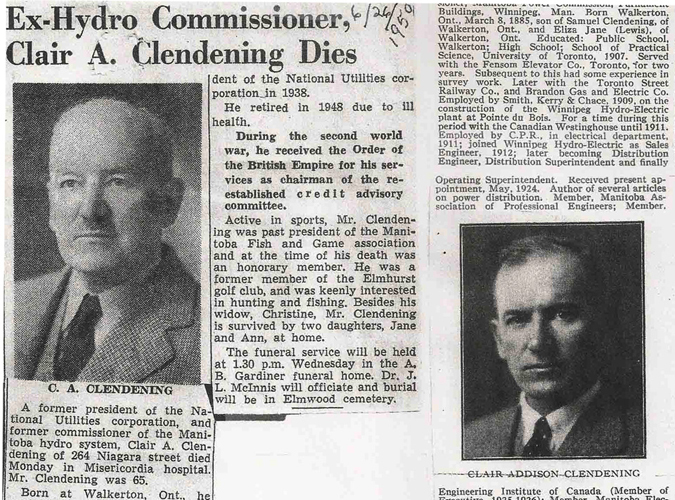 Ex-Hydro Commissioner,
Clair A. Clendening Dies
6/26/1950
C. A. CLENDENING
A former president of the Na-
tional Utilities corporation, and
former commissioner of the Mani-
toba hydro system, Clair A. Clen-
dening of 264 Niagara street died
Monday in Misericordia hospital.
Mr. Clendening was 65.
Born at Walkerton, Ont., he
dent of the National Utilities cor-
poration in 1938.
He retired in 1948 due to ill
health.
During the second world
war, he received the Order of
the British Empire for his ser-
vices as chairman of the re-
established credit advisory
committee.
Active in sports, Mr. Clenden-
ing was past president of the Mani-
toba Fish and Game association
and at the time of his death was
an honorary member. He was a
former member of the Elmhurst
golf club, and was keenly interested
in hunting and fishing. Besides his
widow, Christine, Mr. Clendening
is survived by two daughters, Jane
and Ann, at home.
The funeral service will be held
at 1.30 p.m. Wednesday in the A.
B. Gardiner funeral home. Dr. J.
L. McInnis will officiate and burial
will be in Elmwood cemetery.
Buildings, Winnipeg, Man. Born Walkerton,
Ont., March 8, 1885, son of Samuel Clendening, of
Walkerton, Ont. and Eliza Jane (Lewis), of
Walkerton, Ont. Educated: Public School,
Walkerton; High School; School of Practical
Science, University of Toronto, 1907. Served
with the Fensom Elevator Co., Toronto, for two
years. Subsequent to this had some experience in
survey work. Later with the Toronto Street
Railway Co., and Brandon Gas and Electric Co.
Employed by Smith, Kerry & Chace, 1909, on the
construction of the Winnipeg Hydro-Electric
plant at Pointe du Bois. For a time during this
period with the Canadian Westinghouse until 1911.
Employed by C.P.R., in electrical department,
1911; joined Winnipeg Hydro-Electric as Sales
Engineer, 1912; later becoming Distribution
Engineer, Distribution Superintendent and finally
Operating Superintendent. Received present ap-
pointment, May, 1924. Author of several articles
on power distribution. Member, Manitoba As-
sociation of Professional Engineers; Member,
CLAIR ADDISON CLENDENING
Engineering Institute of Canada (Member of